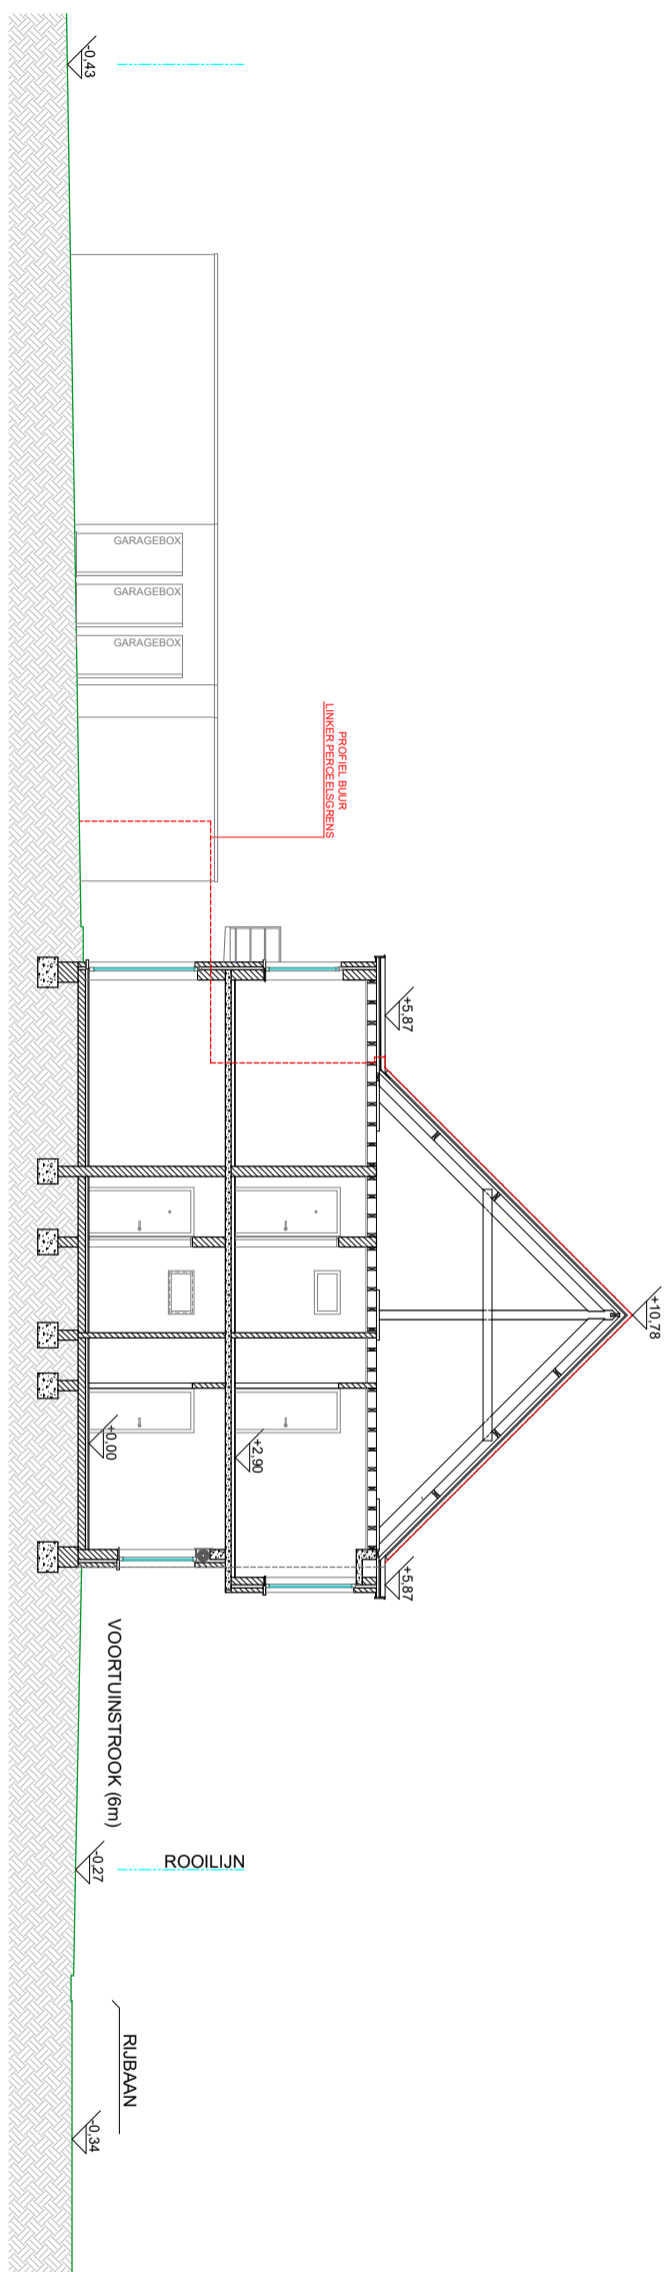 -0,43
GARAGEBOX
GARAGEBOX
GARAGEBOX
PROFIEL BUUR
LINKER PERCEELSGRENS
+5,87
+10,78
+0,00
+2,90
+5,87
VOORTUINSTROOK (6m)
-0,27
ROOILIJN
RIJBAAN
-0,34